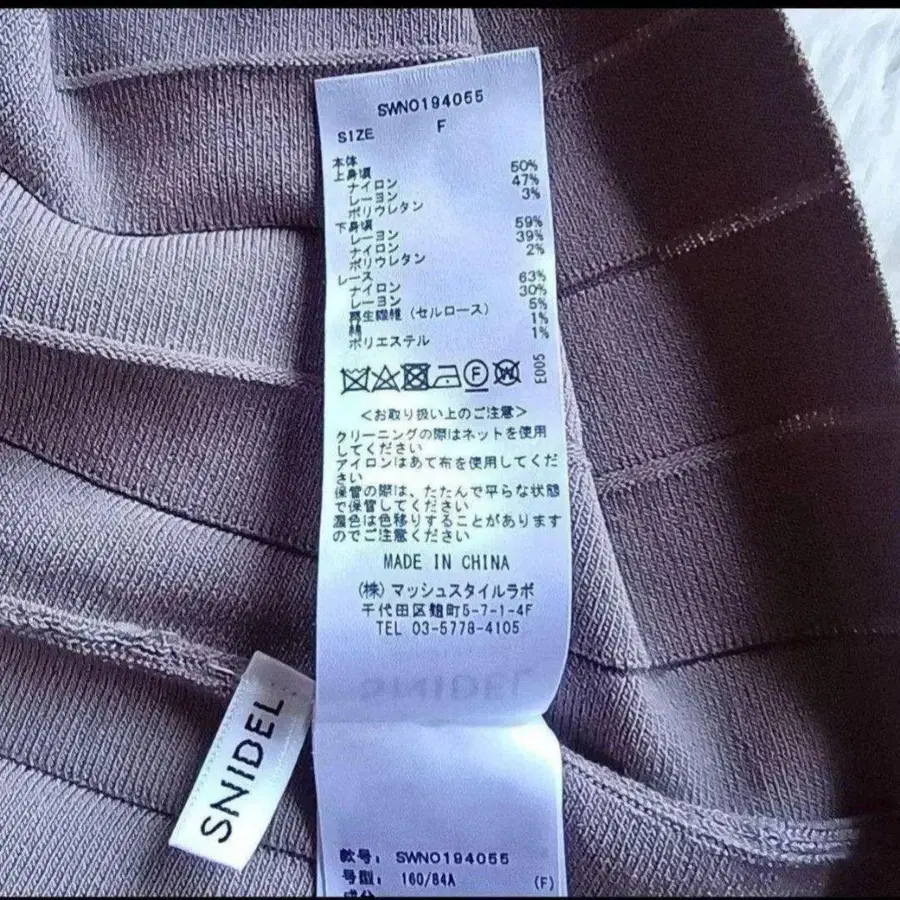 SWNO194055
SIZE F
本体
上身頃
ナイロン 50%
レーヨン 47%
ポリウレタン 3%
下身頃
レーヨン 59%
ナイロン 39%
ポリウレタン 2%
レース
ナイロン 63%
レーヨン 30%
再生繊維(セルロース) 5%
綿 1%
ポリエステル 1%
F W E005
<お取り扱い上のご注意>
クリーニングの際はネットを使用
してください
アイロンはあて布を使用してくだ
さい
保管の際は、たたんで平らな状態
で保管してください
濃色は色移りすることがあります
のでご注意ください
MADE IN CHINA
(株)マッシュスタイルラボ
千代田区麹町5-7-1-4F
TEL 03-5778-4105
SNIDEL
SNIDEL
款号: SWNO194055
号型: 160/84A (F)
成分